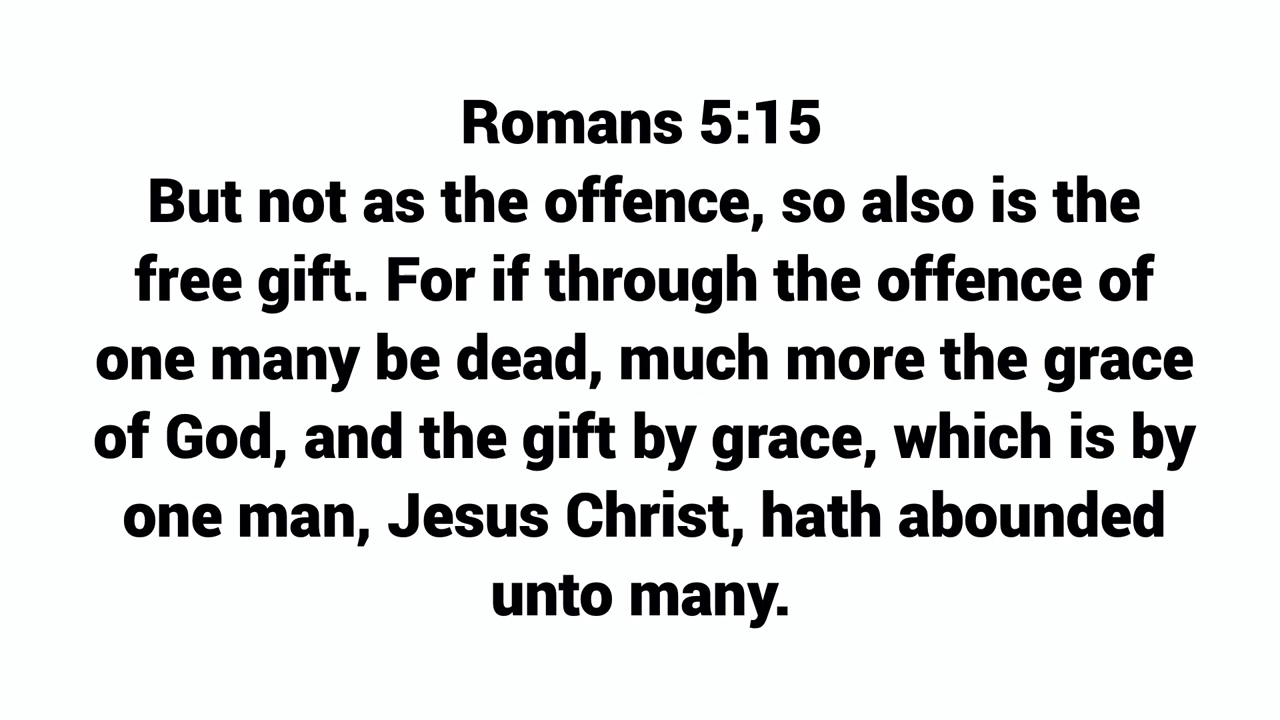 Romans 5:15
But not as the offence, so also is the
free gift. For if through the offence of
one many be dead, much more the grace
of God, and the gift by grace, which is by
one man, Jesus Christ, hath abounded
unto many.